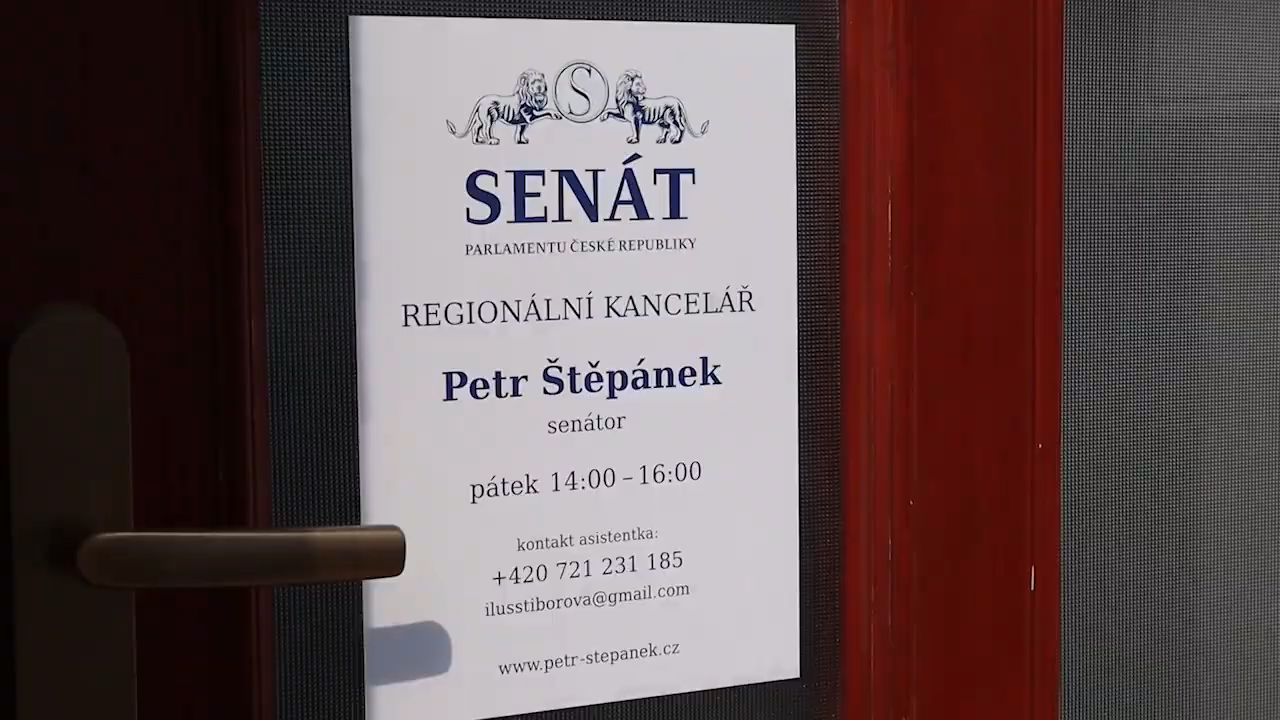 S
SENÁT
PARLAMENTU ČESKÉ REPUBLIKY
REGIONÁLNÍ KANCELÁŘ
Petr Štěpánek
senátor
pátek 14:00 – 16:00
kontakt asistentka:
+420 721 231 185
ilusstiborova@gmail.com
www.petr-stepanek.cz